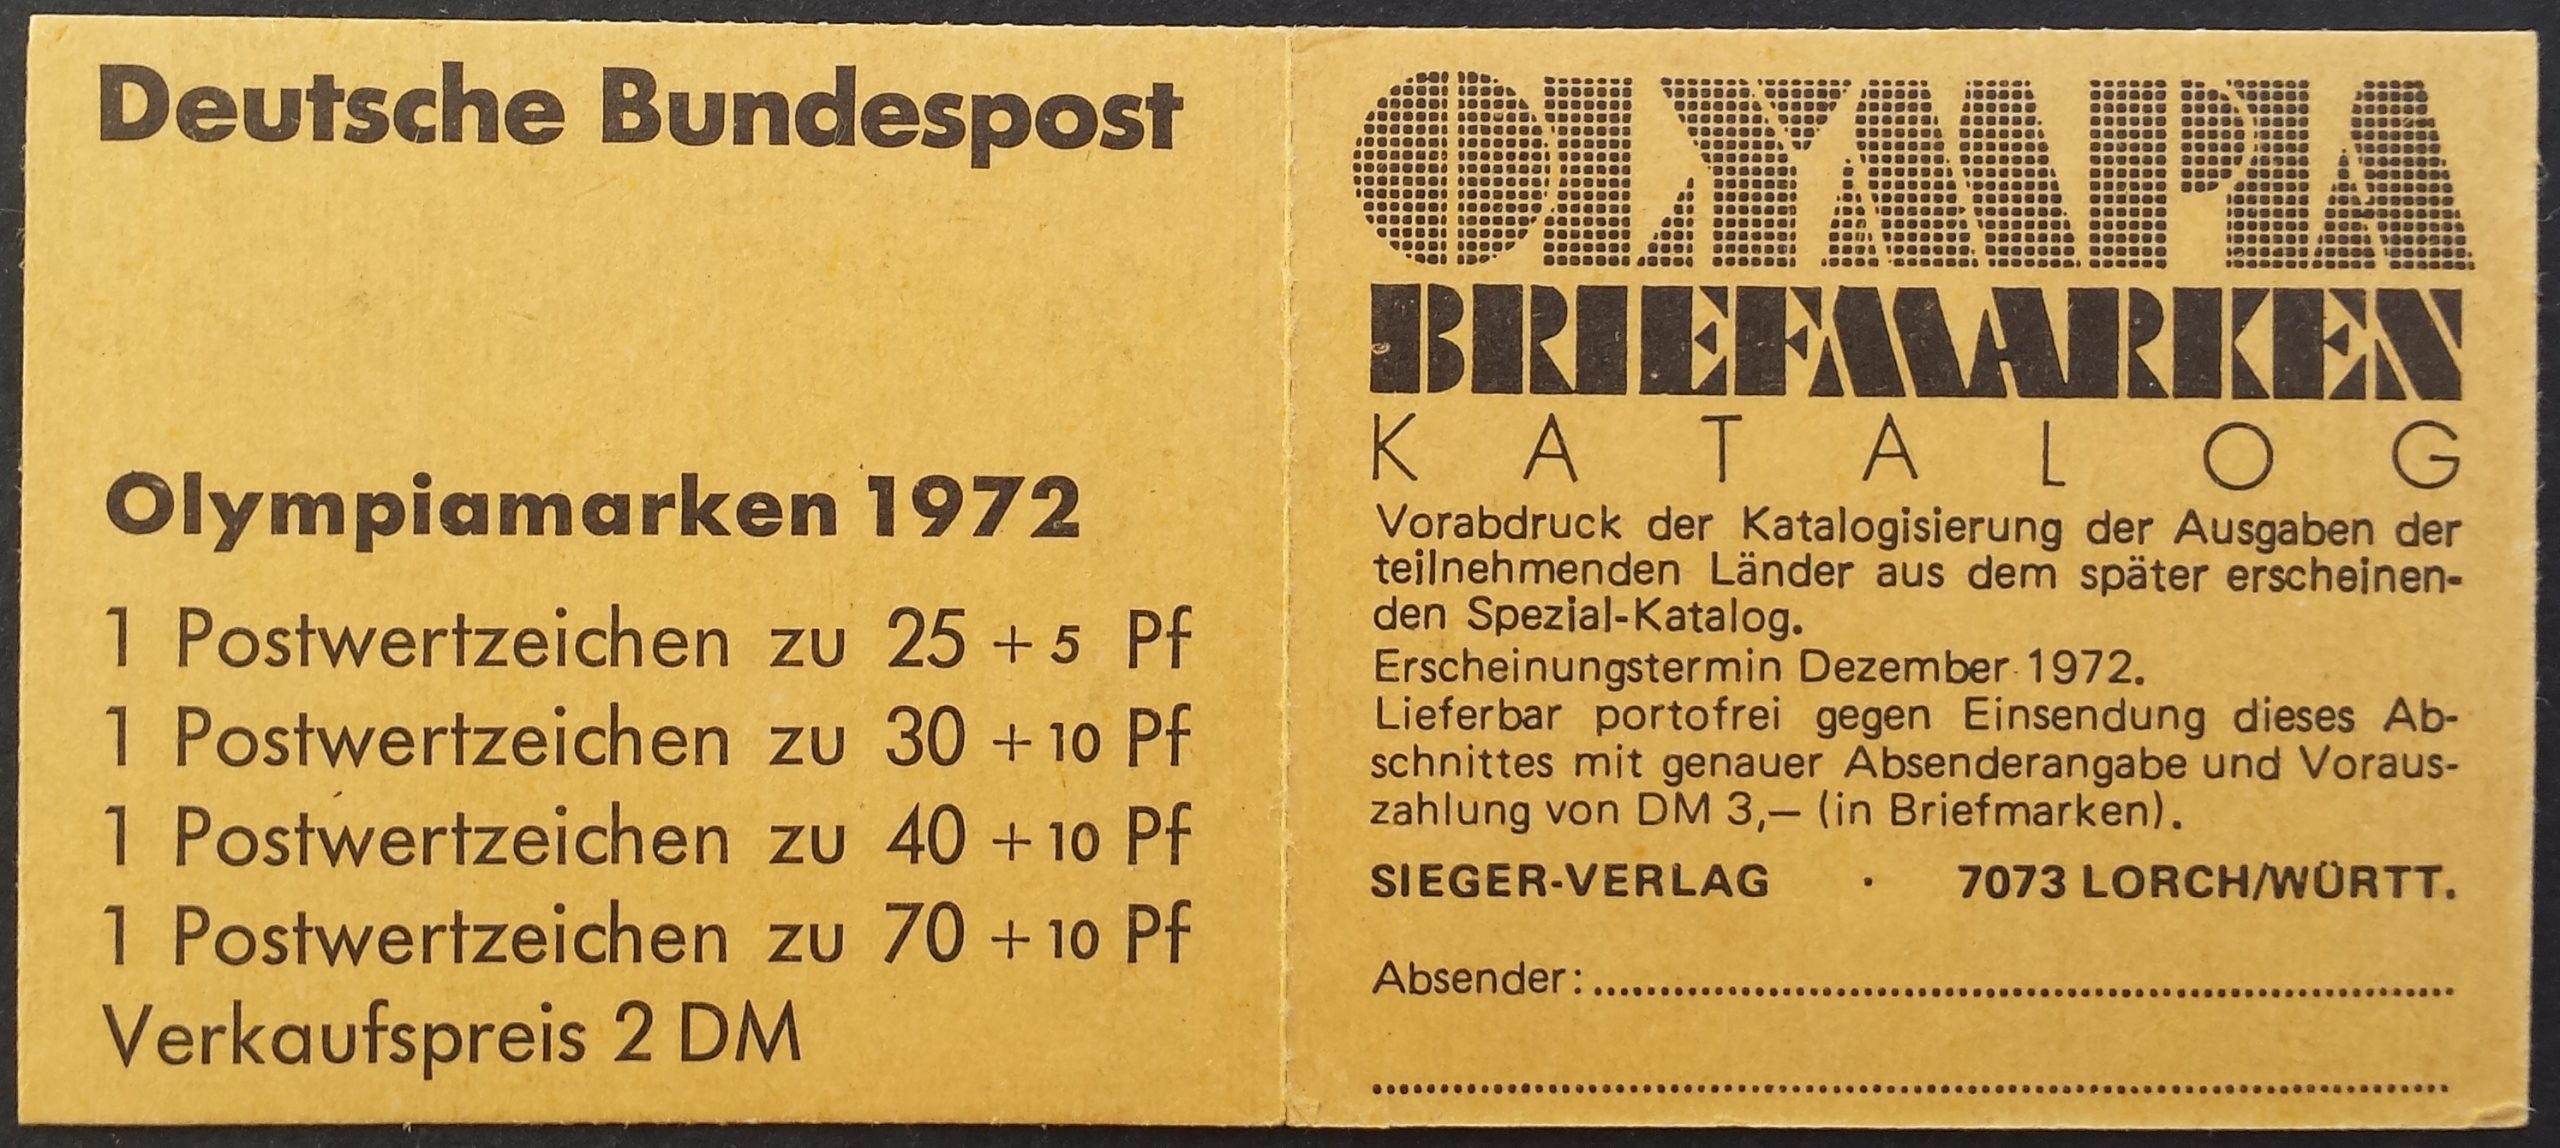 Deutsche Bundespost
Olympiamarken 1972
1 Postwertzeichen zu 25 + 5 Pf
1 Postwertzeichen zu 30 + 10 Pf
1 Postwertzeichen zu 40 + 10 Pf
1 Postwertzeichen zu 70 + 10 Pf
Verkaufspreis 2 DM
OLYMPIA
BRIEFMARKEN
KATALOG
Vorabdruck der Katalogisierung der Ausgaben der
teilnehmenden Länder aus dem später erscheinen-
den Spezial-Katalog.
Erscheinungstermin Dezember 1972.
Lieferbar portofrei gegen Einsendung dieses Ab-
schnittes mit genauer Absenderangabe und Voraus-
zahlung von DM 3,— (in Briefmarken).
SIEGER-VERLAG · 7073 LORCH/WÜRTT.
Absender: